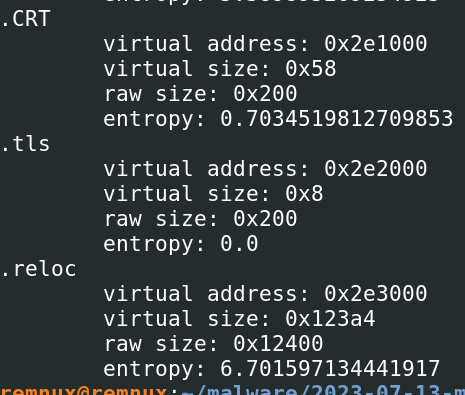 .CRT
virtual address: 0x2e1000
virtual size: 0x58
raw size: 0x200
entropy: 0.7034519812709853
.tls
virtual address: 0x2e2000
virtual size: 0x8
raw size: 0x200
entropy: 0.0
.reloc
virtual address: 0x2e3000
virtual size: 0x123a4
raw size: 0x12400
entropy: 6.701597134441917
remnux@remnux:~/malware/2023-07-13-m